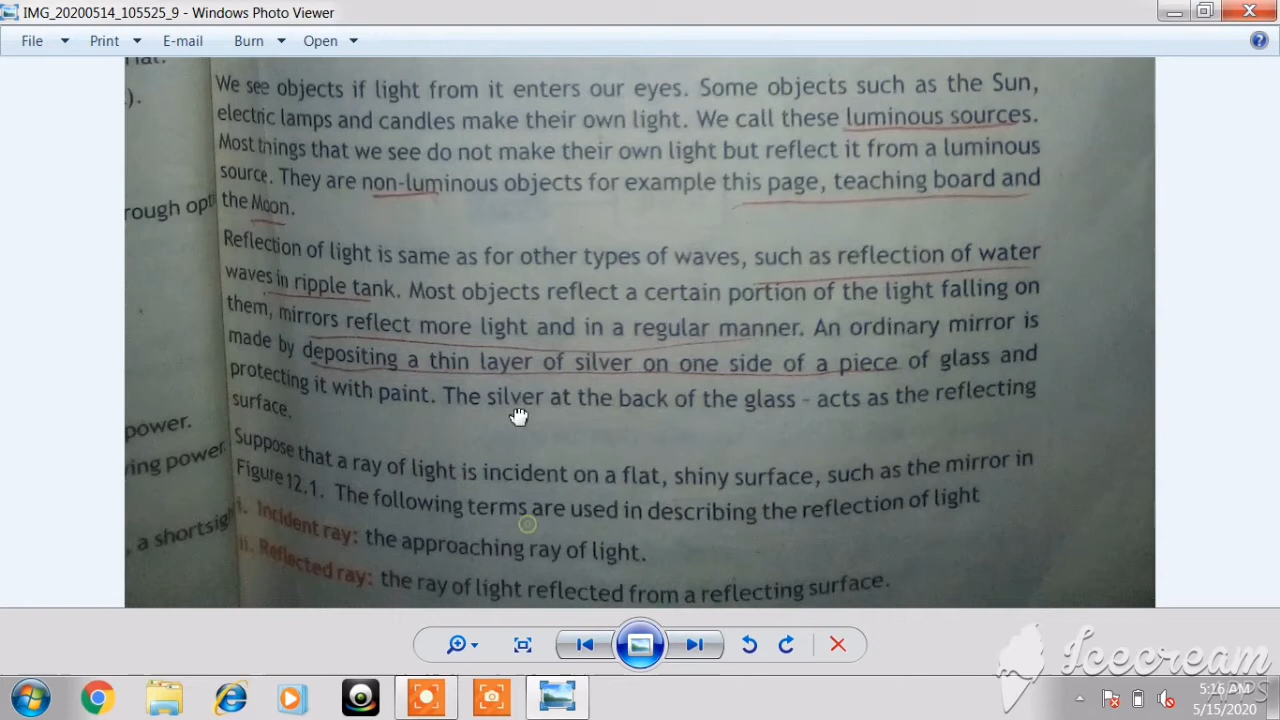 IMG_20200514_105525_9 - Windows Photo Viewer
File Print E-mail Burn Open
We see objects if light from it enters our eyes. Some objects such as the Sun,
).
electric lamps and candles make their own light. We call these luminous sources.
Most things that we see do not make their own light but reflect it from a luminous
source. They are non-luminous objects for example this page, teaching board and
rough opt
the Moon.
Reflection of light is same as for other types of waves, such as reflection of water
waves in ripple tank. Most objects reflect a certain portion of the light falling on
them, mirrors reflect more light and in a regular manner. An ordinary mirror is
made by depositing a thin layer of silver on one side of a piece of glass and
protecting it with paint. The silver at the back of the glass - acts as the reflecting
surface.
power.
ving power.
Suppose that a ray of light is incident on a flat, shiny surface, such as the mirror in
Figure 12.1. The following terms are used in describing the reflection of light
, a shortsigh
i. Incident ray: the approaching ray of light.
ii. Reflected ray: the ray of light reflected from a reflecting surface.
Icecream
APPS
5:16 AM
5/15/2020